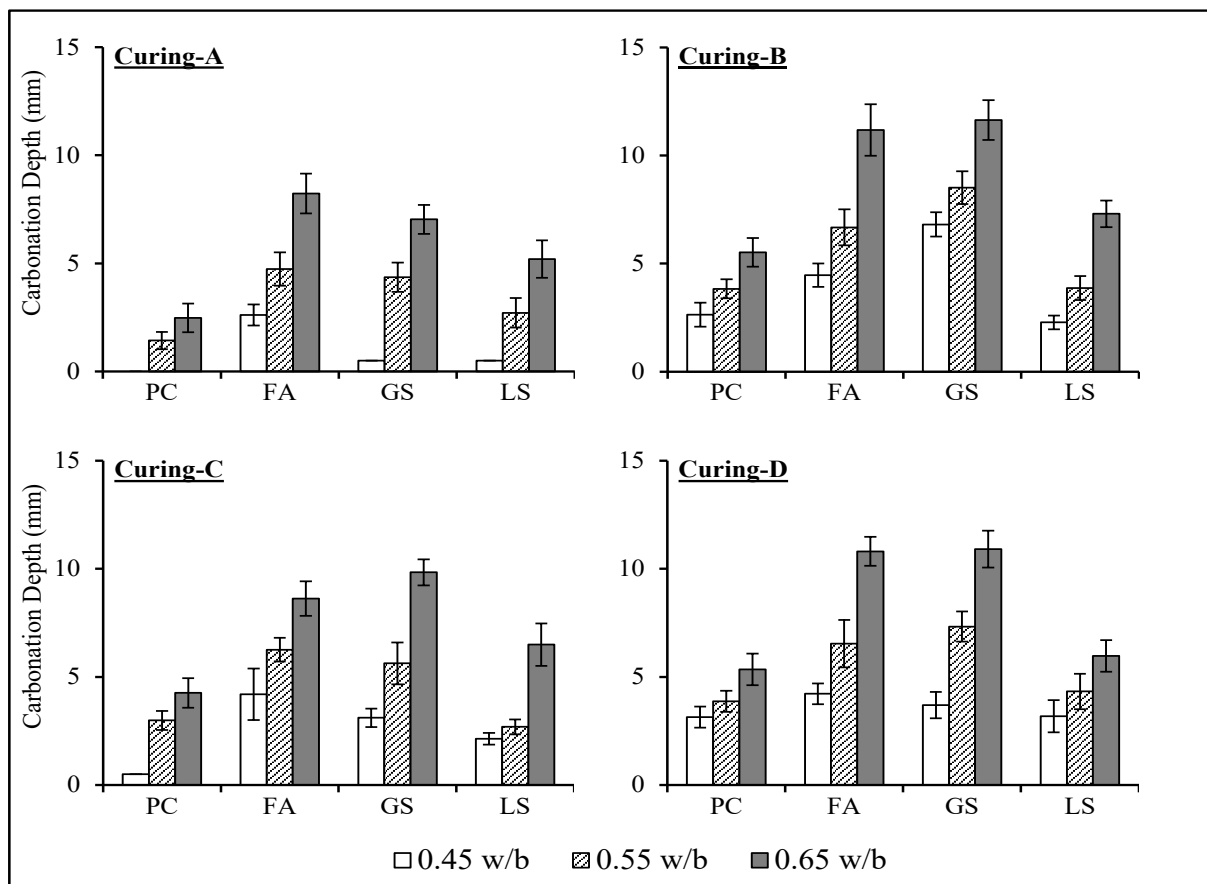 Curing-A
Carbonation Depth (mm)
15
10
5
0
PC FA GS LS
Curing-B
15
10
5
0
PC FA GS LS
Curing-C
Carbonation Depth (mm)
15
10
5
0
PC FA GS LS
Curing-D
15
10
5
0
PC FA GS LS
0.45 w/b 0.55 w/b 0.65 w/b